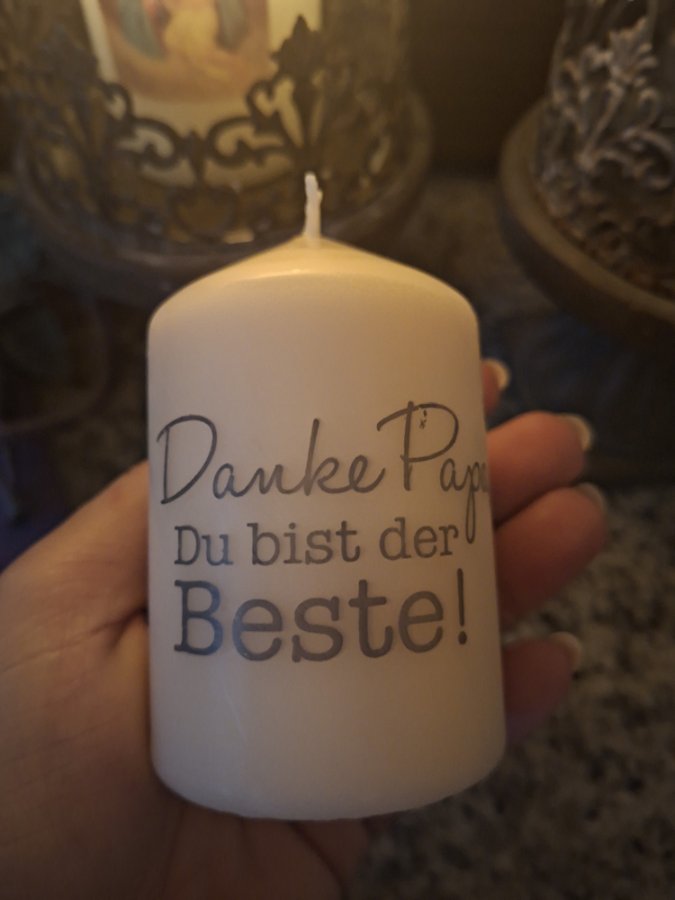 Danke Papa
Du bist der
Beste!